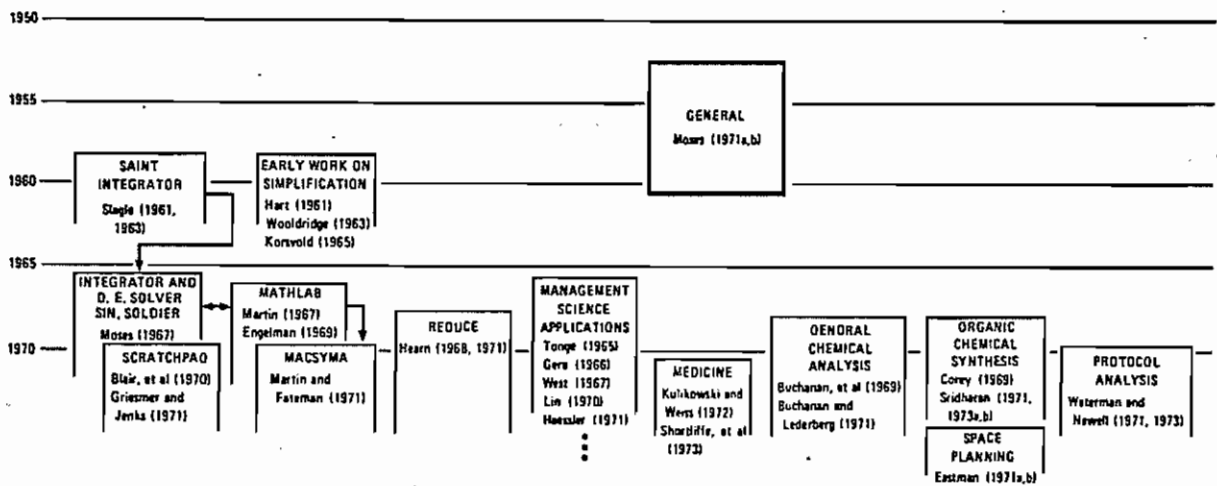 1950
1955
GENERAL
Moses (1971a,b)
1960
SAINT
INTEGRATOR
Slagle (1961,
1963)
EARLY WORK ON
SIMPLIFICATION
Hart (1961)
Wooldridge (1963)
Korsvold (1965)
1965
INTEGRATOR AND
D. E. SOLVER
SIN, SOLDIER
Moses (1967)
MATHLAB
Martin (1967)
Engelman (1969)
1970
SCRATCHPAD
Blair, et al (1970)
Griesmer and
Jenks (1971)
MACSYMA
Martin and
Fateman (1971)
REDUCE
Hearn (1968, 1971)
MANAGEMENT
SCIENCE
APPLICATIONS
Tonge (1965)
Gere (1966)
West (1967)
Lin (1970)
Haessler (1971)
MEDICINE
Kulikowski and
Weiss (1972)
Shortliffe, et al
(1973)
DENDRAL
CHEMICAL
ANALYSIS
Buchanan, et al (1969)
Buchanan and
Lederberg (1971)
ORGANIC
CHEMICAL
SYNTHESIS
Corey (1969)
Sridharan (1971,
1973a,b)
SPACE
PLANNING
Eastman (1971a,b)
PROTOCOL
ANALYSIS
Waterman and
Newell (1971, 1973)